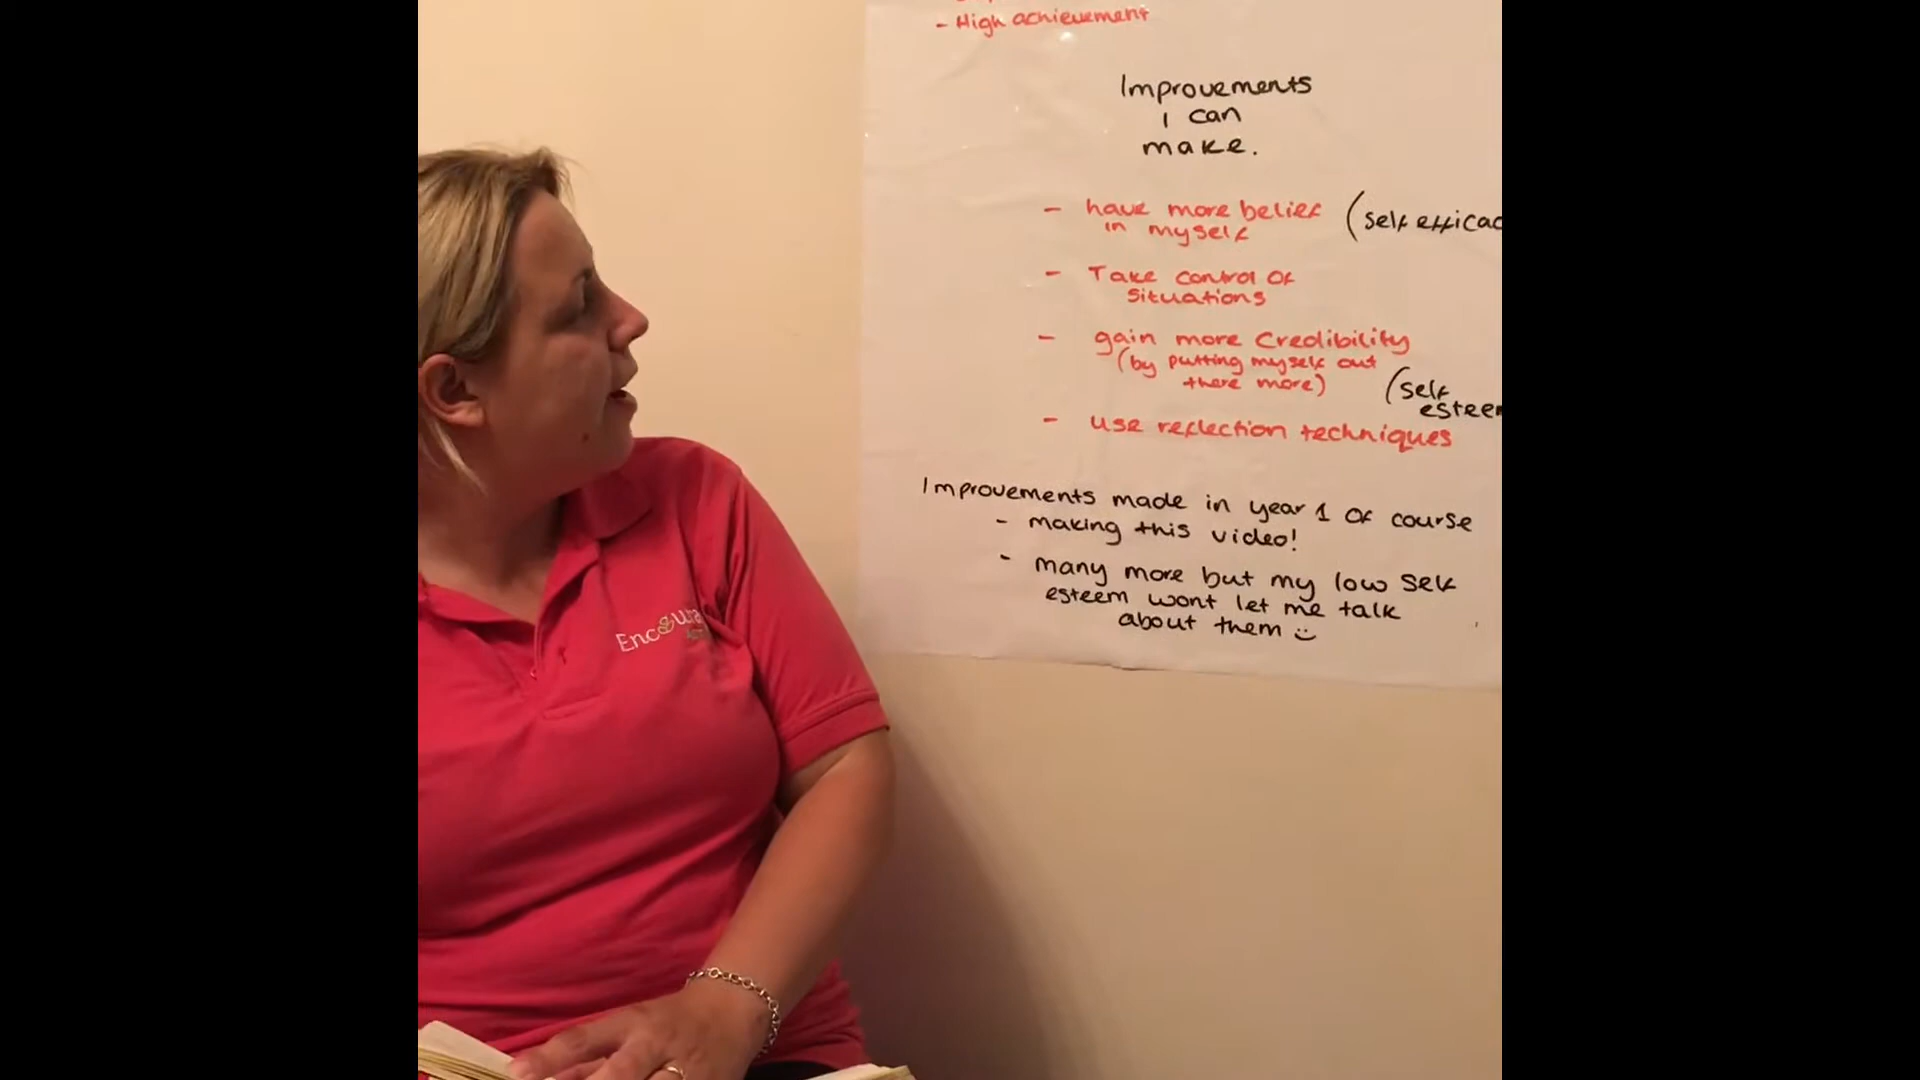 - High achievement
Improvements
I can
make.
- have more belief (self efficac
in myself
- Take control of
situations
- gain more credibility
(by putting myself out
there more)
(self
estee
- use reflection techniques
Improvements made in year 1 of course
- making this video!
- many more but my low self
esteem wont let me talk
about them
Encoura